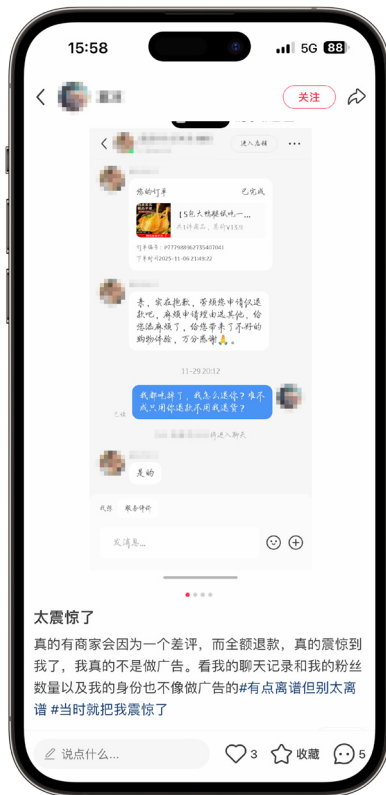 15:58
5G 88
关注
进入店铺
您的订单
已完成
【5包大鸭腿试吃一...
共1件商品，实付¥13.9
订单编号：P779818962735407041
下单时间2025-11-06 21:49:22
亲，实在抱歉，带烦您申请仅退
款吧，麻烦申请理由选其他，给
您添麻烦了，给您带来了不好的
购物体验，万分感谢🙏。
11-29 20:12
我都吃掉了，我怎么退你？难不
成只用你退款不用我退货？
已读
将进入聊天
是的
服务评价
发消息...
太震惊了
真的有商家会因为一个差评，而全额退款，真的震惊到
我了，我真的不是做广告。看我的聊天记录和我的粉丝
数量以及我的身份也不像做广告的#有点离谱但别太离
谱 #当时就把我震惊了
说点什么...
3
收藏
5